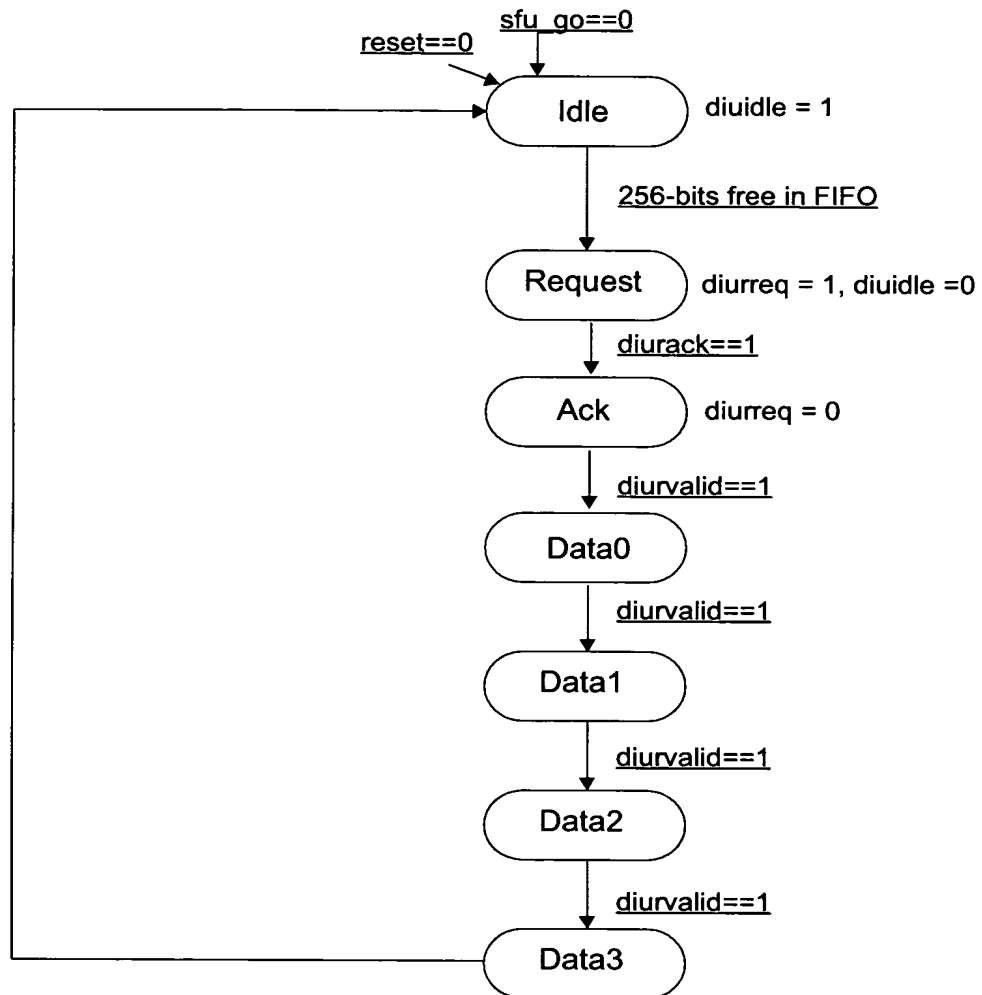 sfu_go==0
reset==0
Idle
diuidle = 1
256-bits free in FIFO
Request
diurreq = 1, diuidle =0
diurack==1
Ack
diurreq = 0
diurvalid==1
Data0
diurvalid==1
Data1
diurvalid==1
Data2
diurvalid==1
Data3